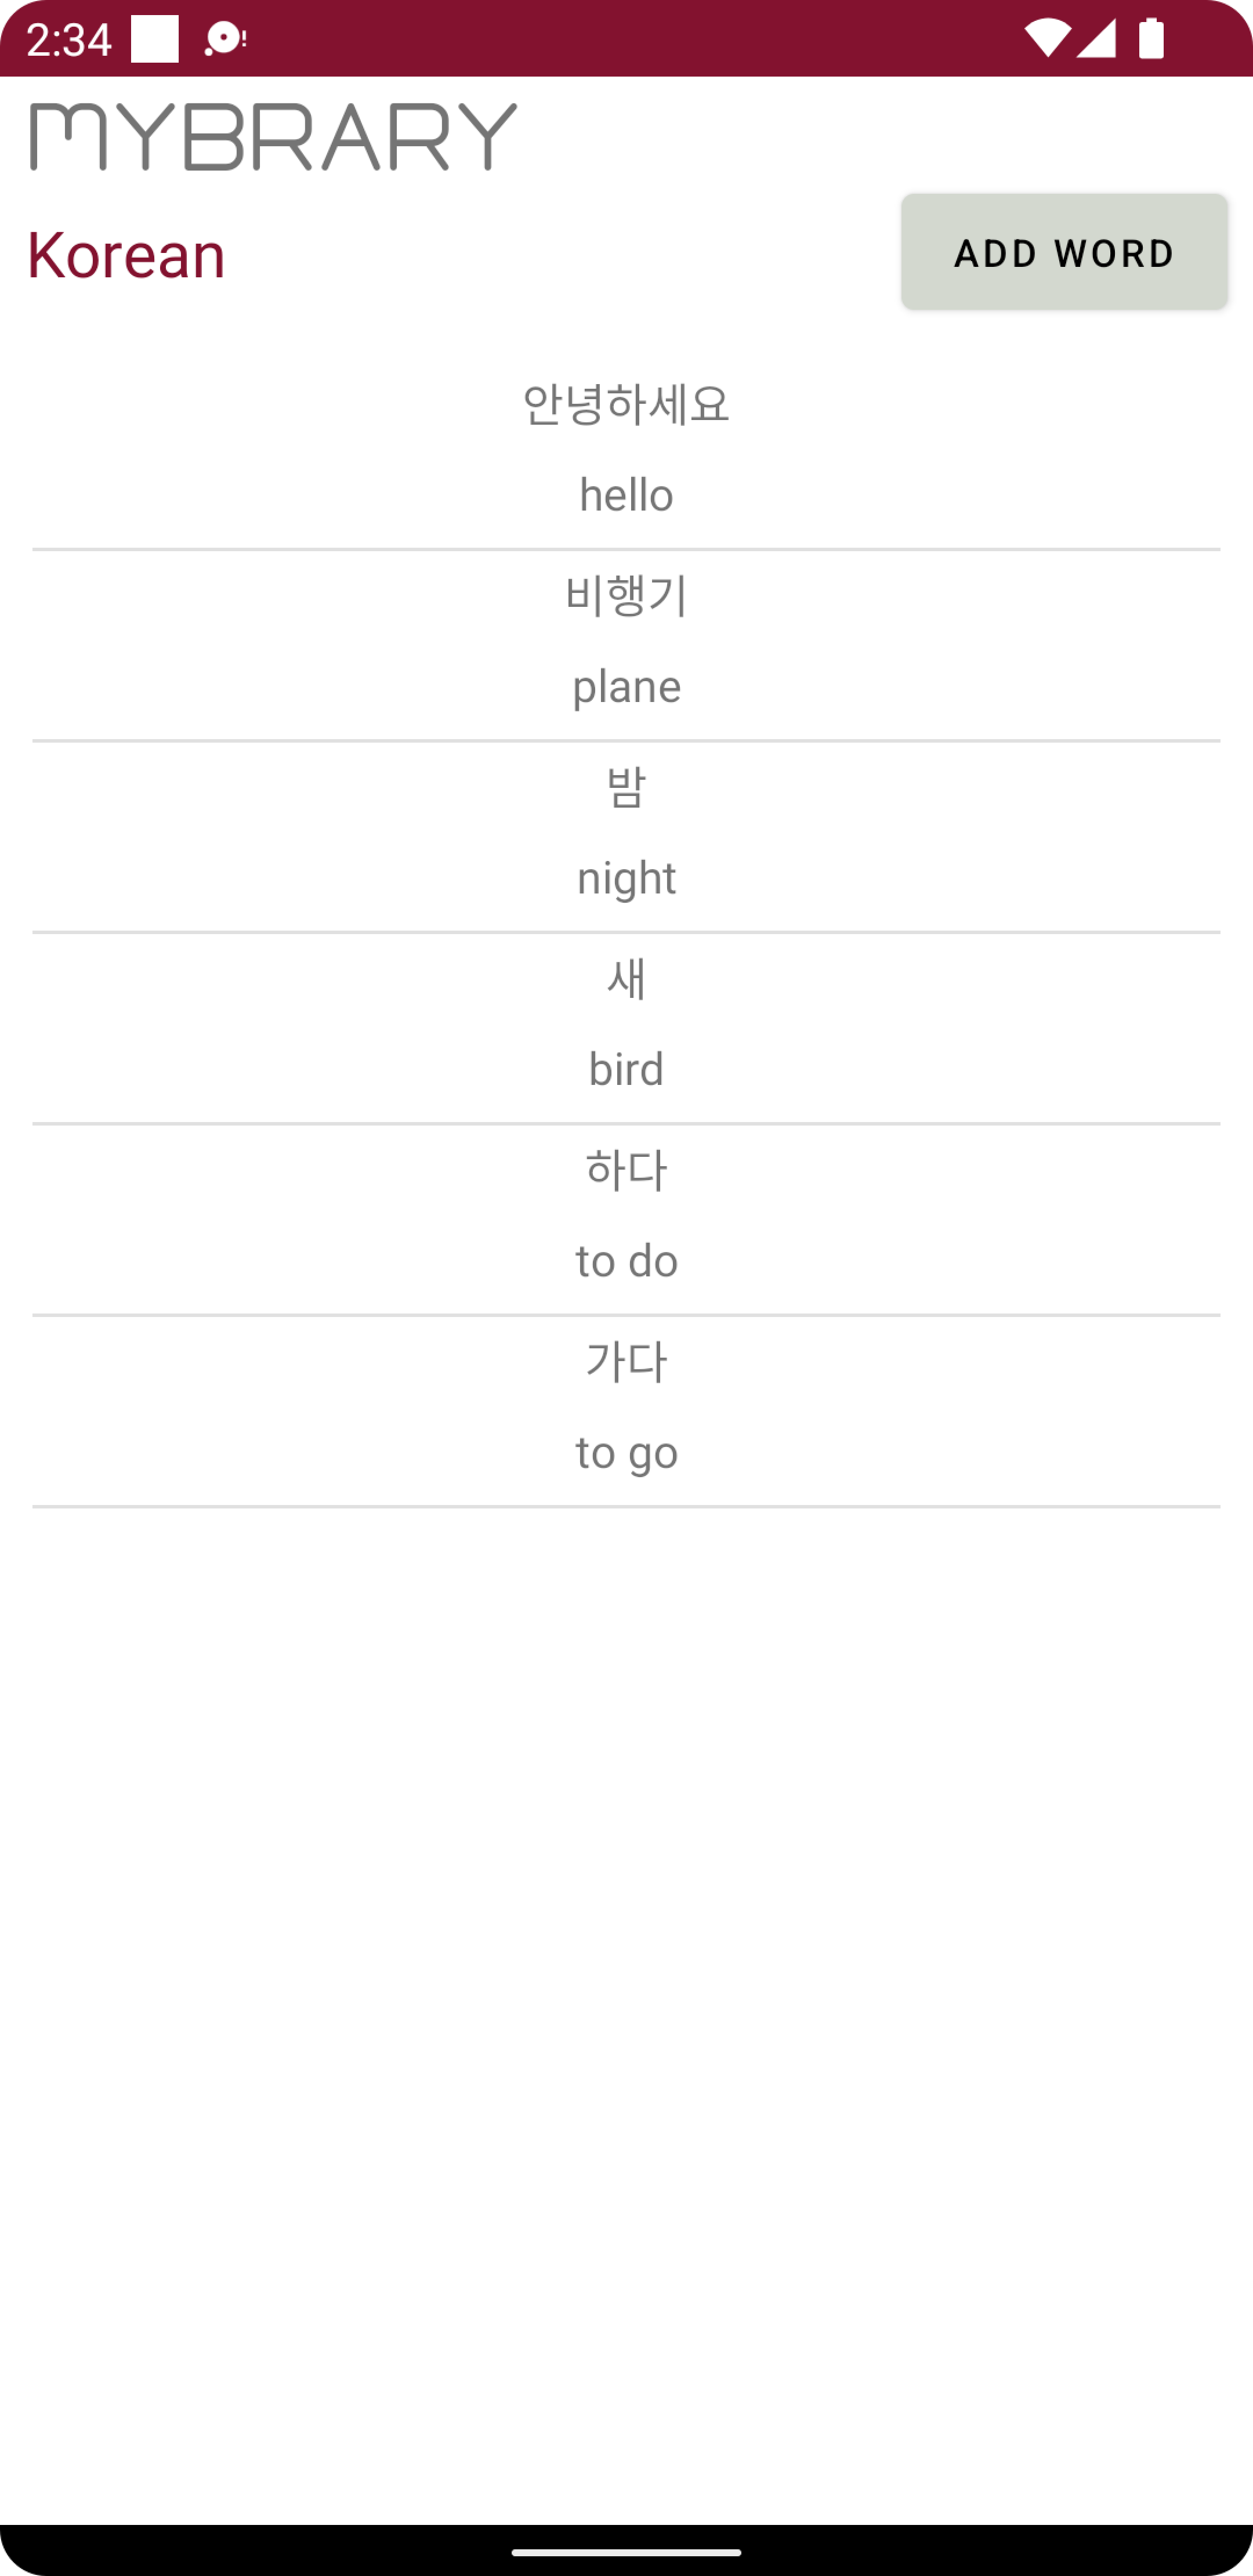 2:34
MYBRARY
Korean
ADD WORD
안녕하세요
hello
비행기
plane
밤
night
새
bird
하다
to do
가다
to go